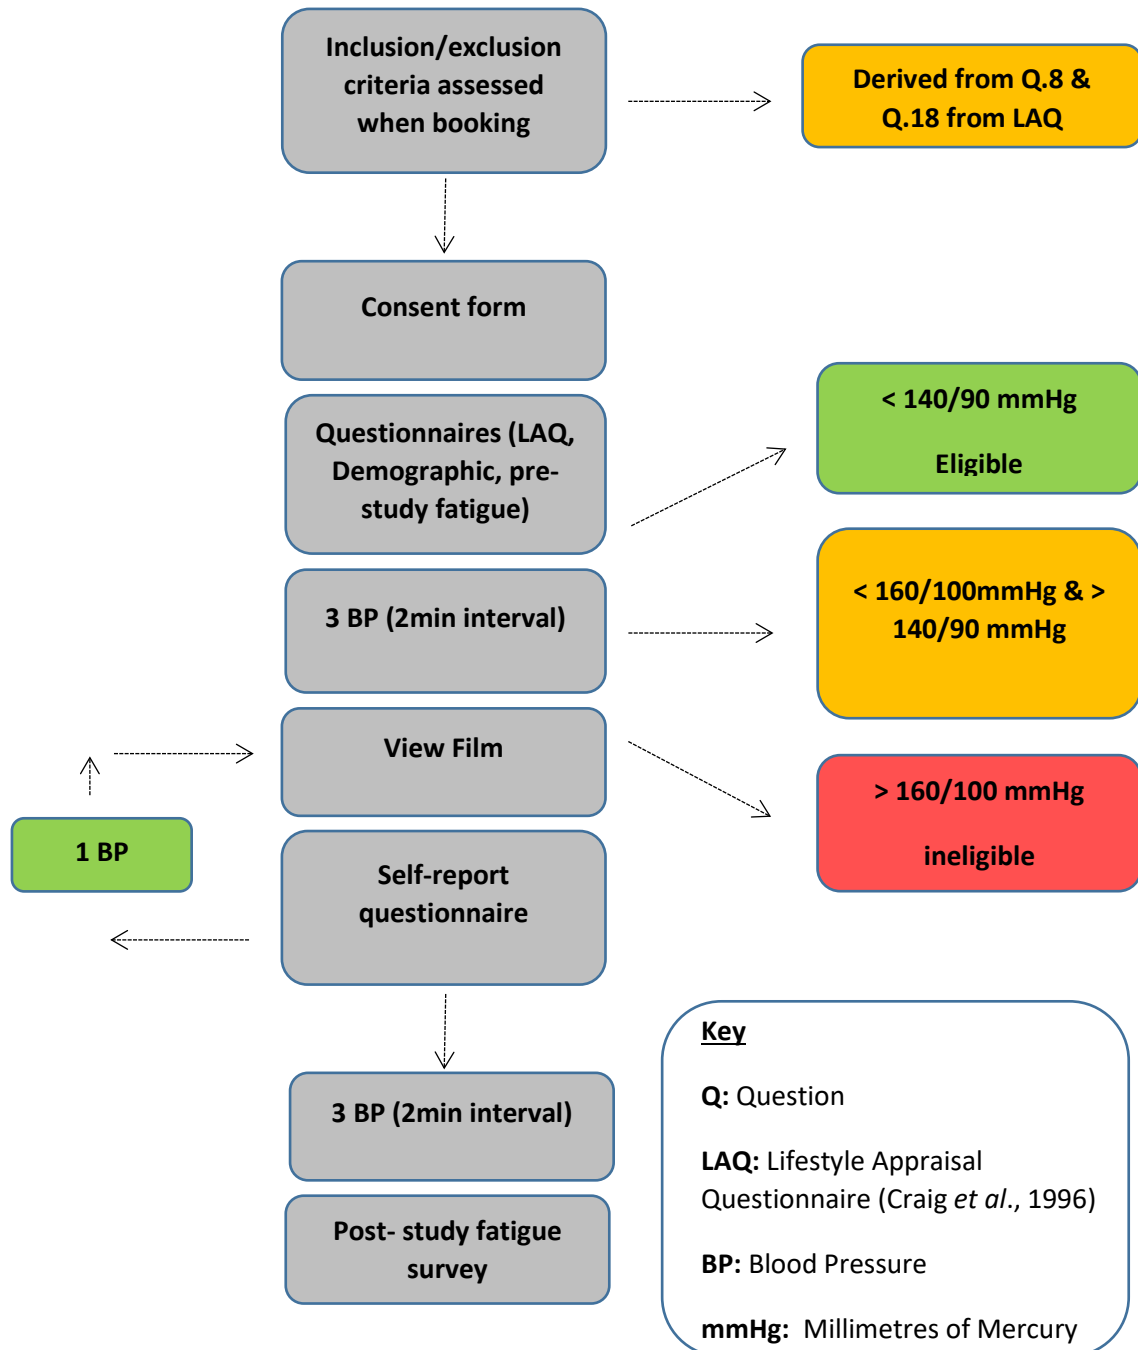 Inclusion/exclusion
criteria assessed
when booking
Derived from Q.8 &
Q.18 from LAQ
Consent form
Questionnaires (LAQ,
Demographic, pre-
study fatigue)
< 140/90 mmHg
Eligible
3 BP (2min interval)
< 160/100mmHg & >
140/90 mmHg
View Film
> 160/100 mmHg
ineligible
1 BP
Self-report
questionnaire
3 BP (2min interval)
Post- study fatigue
survey
Key
Q: Question
LAQ: Lifestyle Appraisal
Questionnaire (Craig et al., 1996)
BP: Blood Pressure
mmHg: Millimetres of Mercury